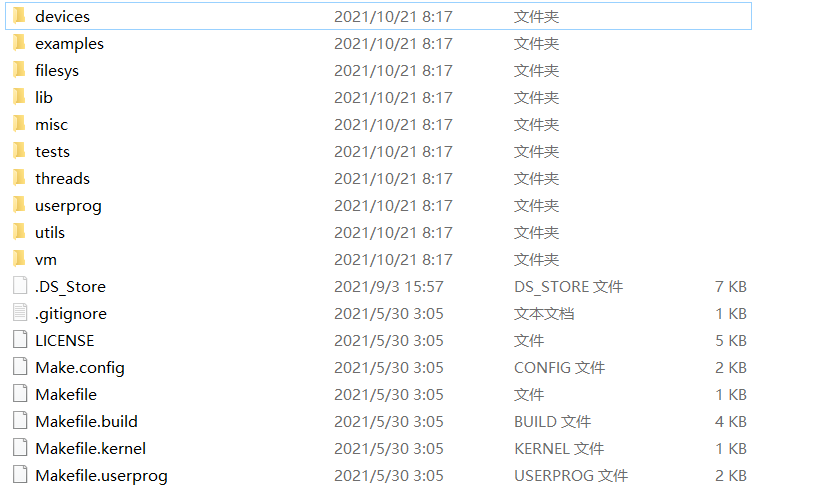 devices 2021/10/21 8:17 文件夹
examples 2021/10/21 8:17 文件夹
filesys 2021/10/21 8:17 文件夹
lib 2021/10/21 8:17 文件夹
misc 2021/10/21 8:17 文件夹
tests 2021/10/21 8:17 文件夹
threads 2021/10/21 8:17 文件夹
userprog 2021/10/21 8:17 文件夹
utils 2021/10/21 8:17 文件夹
vm 2021/10/21 8:17 文件夹
.DS_Store 2021/9/3 15:57 DS_STORE 文件 7 KB
.gitignore 2021/5/30 3:05 文本文档 1 KB
LICENSE 2021/5/30 3:05 文件 5 KB
Make.config 2021/5/30 3:05 CONFIG 文件 2 KB
Makefile 2021/5/30 3:05 文件 1 KB
Makefile.build 2021/5/30 3:05 BUILD 文件 4 KB
Makefile.kernel 2021/5/30 3:05 KERNEL 文件 1 KB
Makefile.userprog 2021/5/30 3:05 USERPROG 文件 2 KB